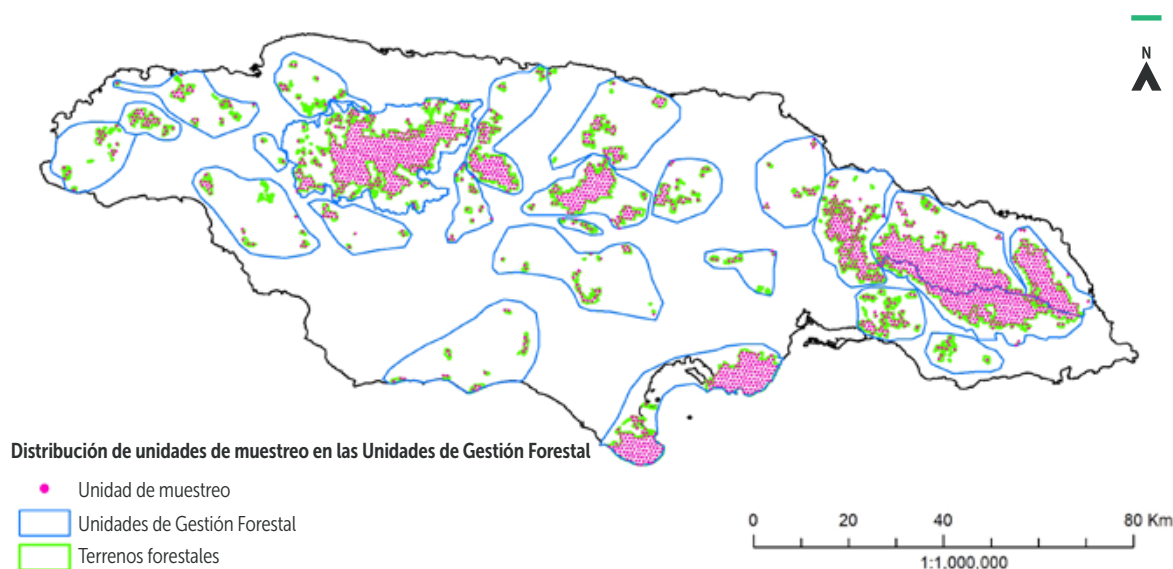 N
Distribución de unidades de muestreo en las Unidades de Gestión Forestal
Unidad de muestreo
Unidades de Gestión Forestal
Terrenos forestales
0 20 40 80 Km
1:1.000.000